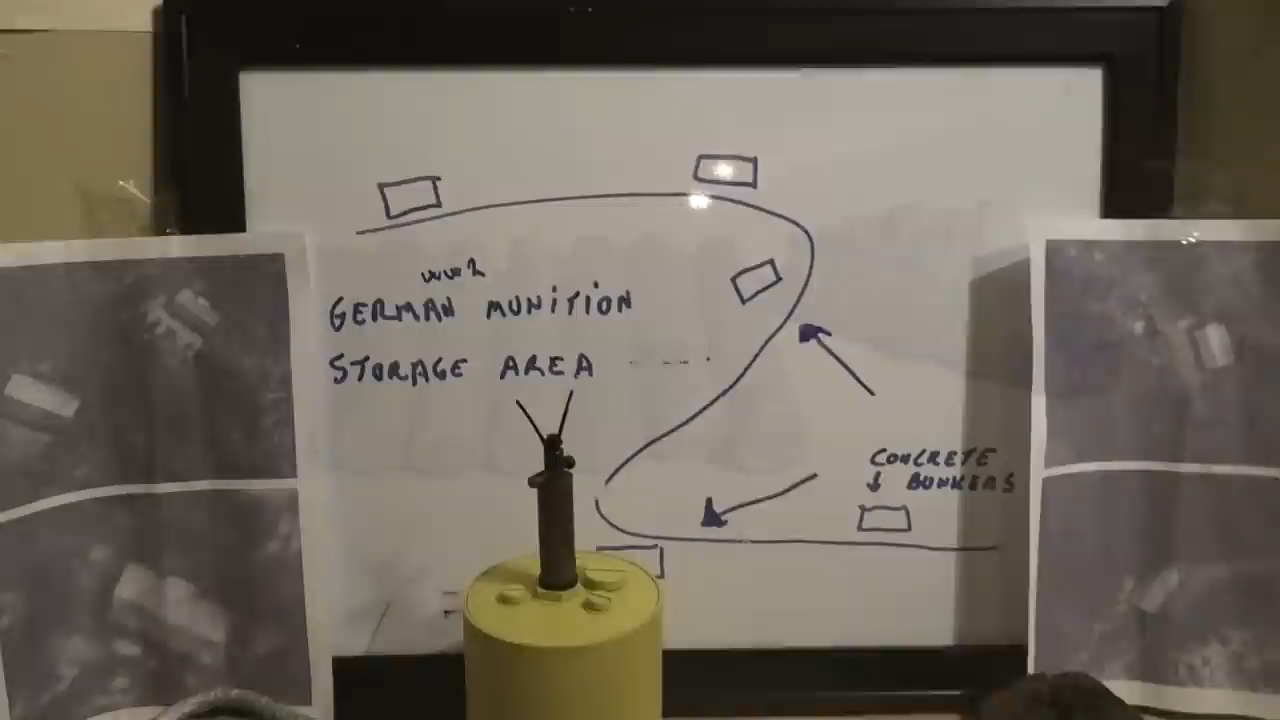 WW2
GERMAN MUNITION
STORAGE AREA
CONCRETE
BUNKERS